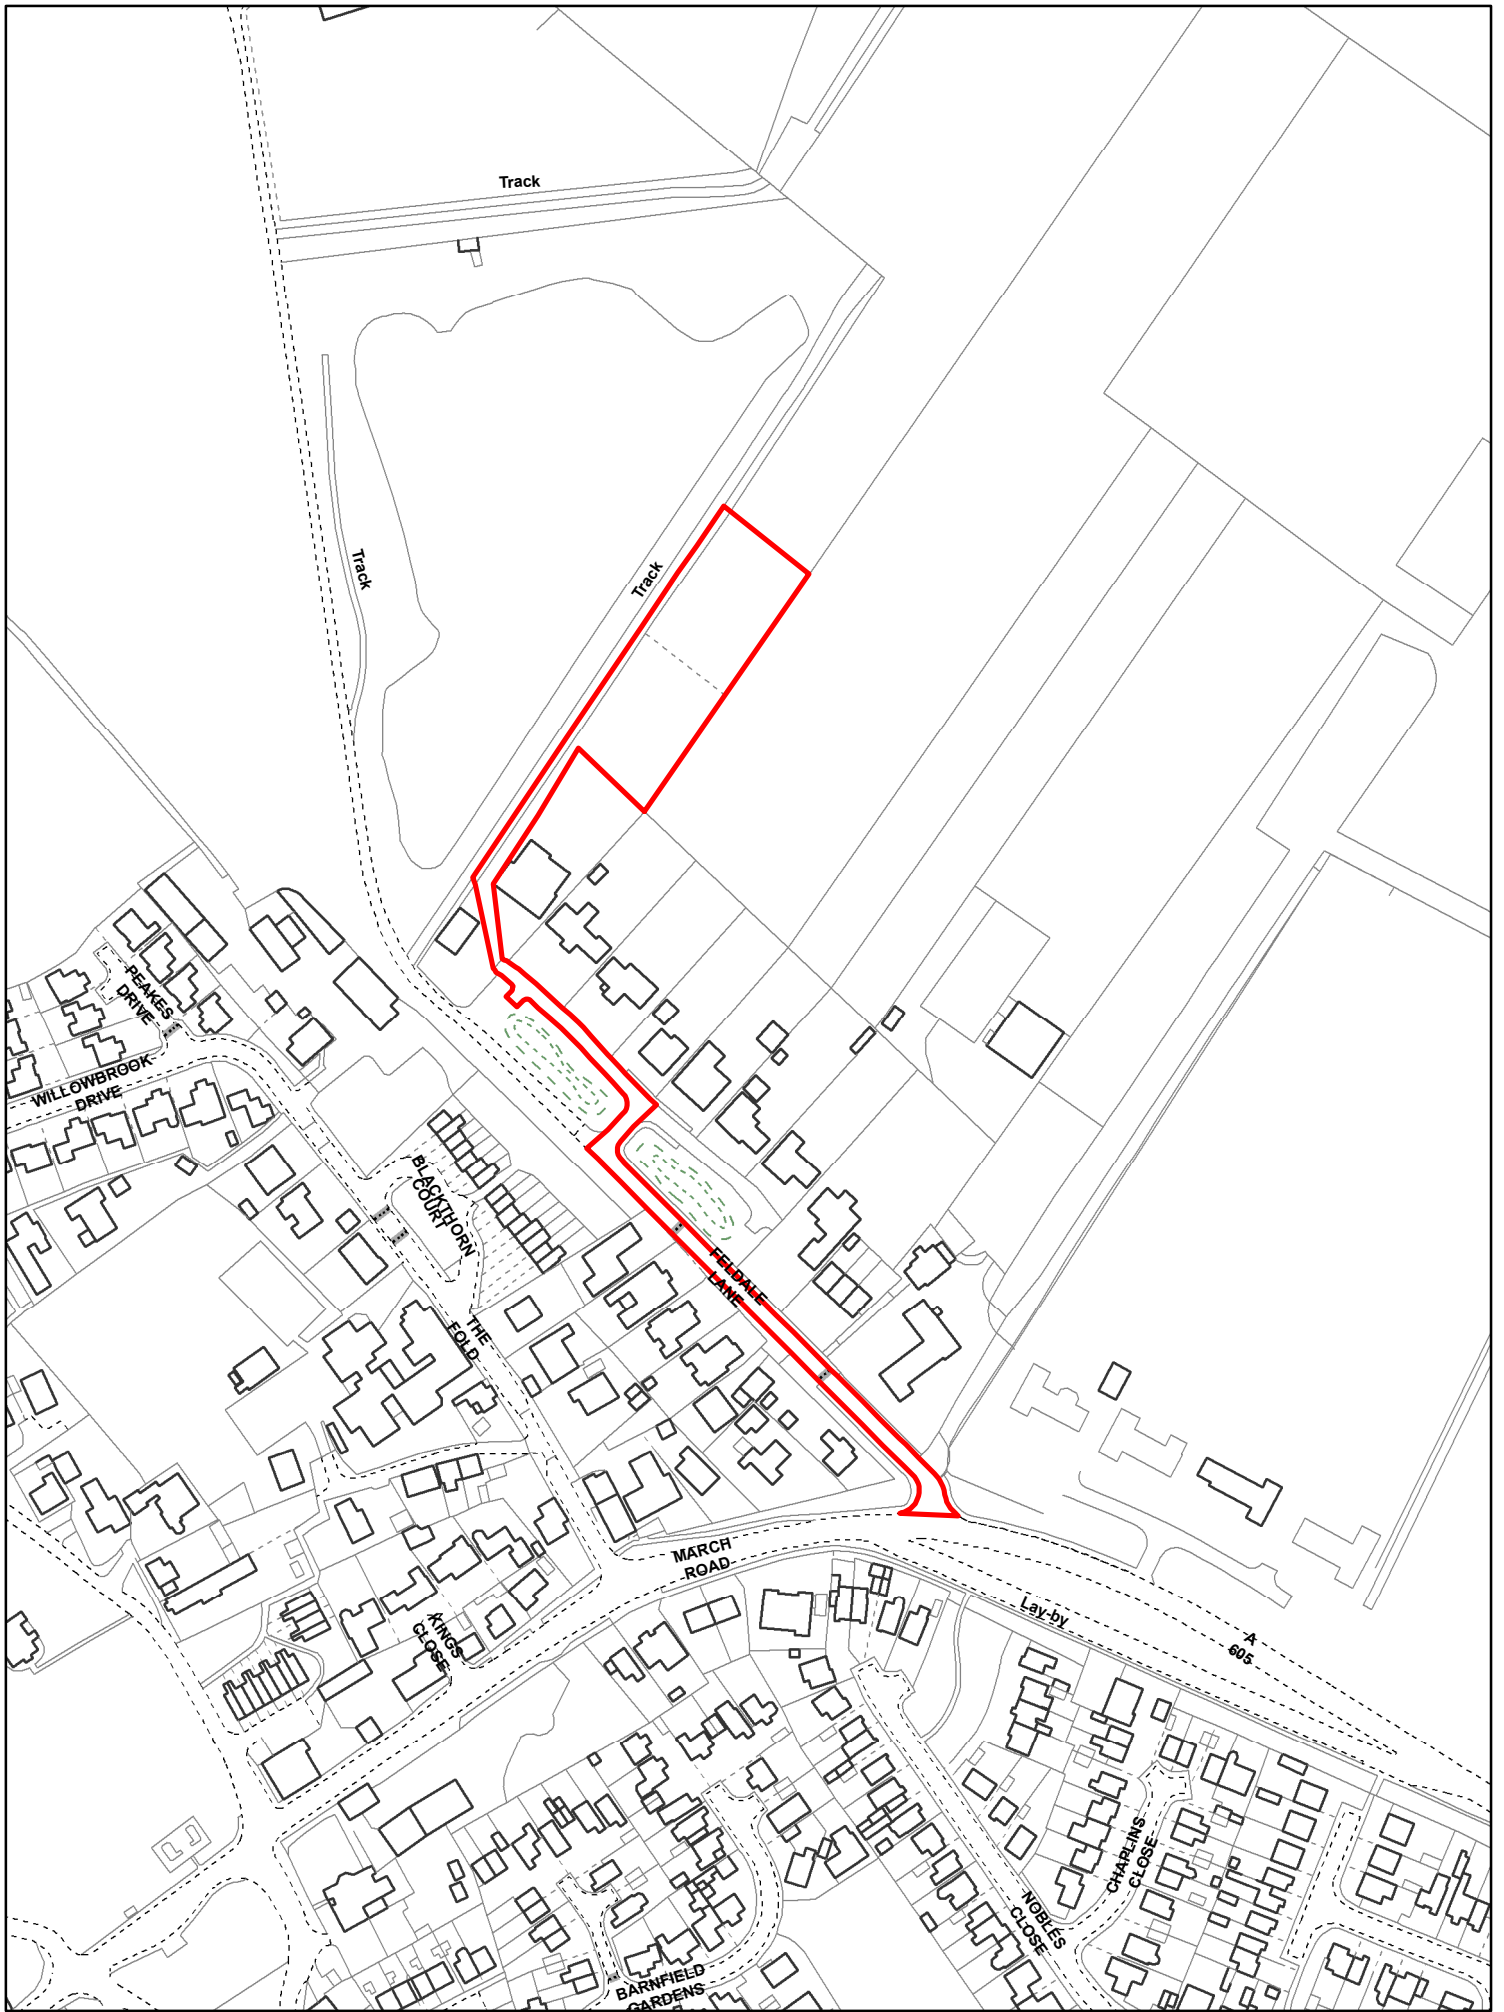 Track
Track
Track
PEAKES
DRIVE
WILLOWBROOK
DRIVE
BLACKTHORN
COURT
FELDALE
LANE
THE
FOLD
MARCH
ROAD
KINGS
CLOSE
Lay-by
A
605
CHAPLINS
CLOSE
NOBLES
CLOSE
BARNFIELD
GARDENS